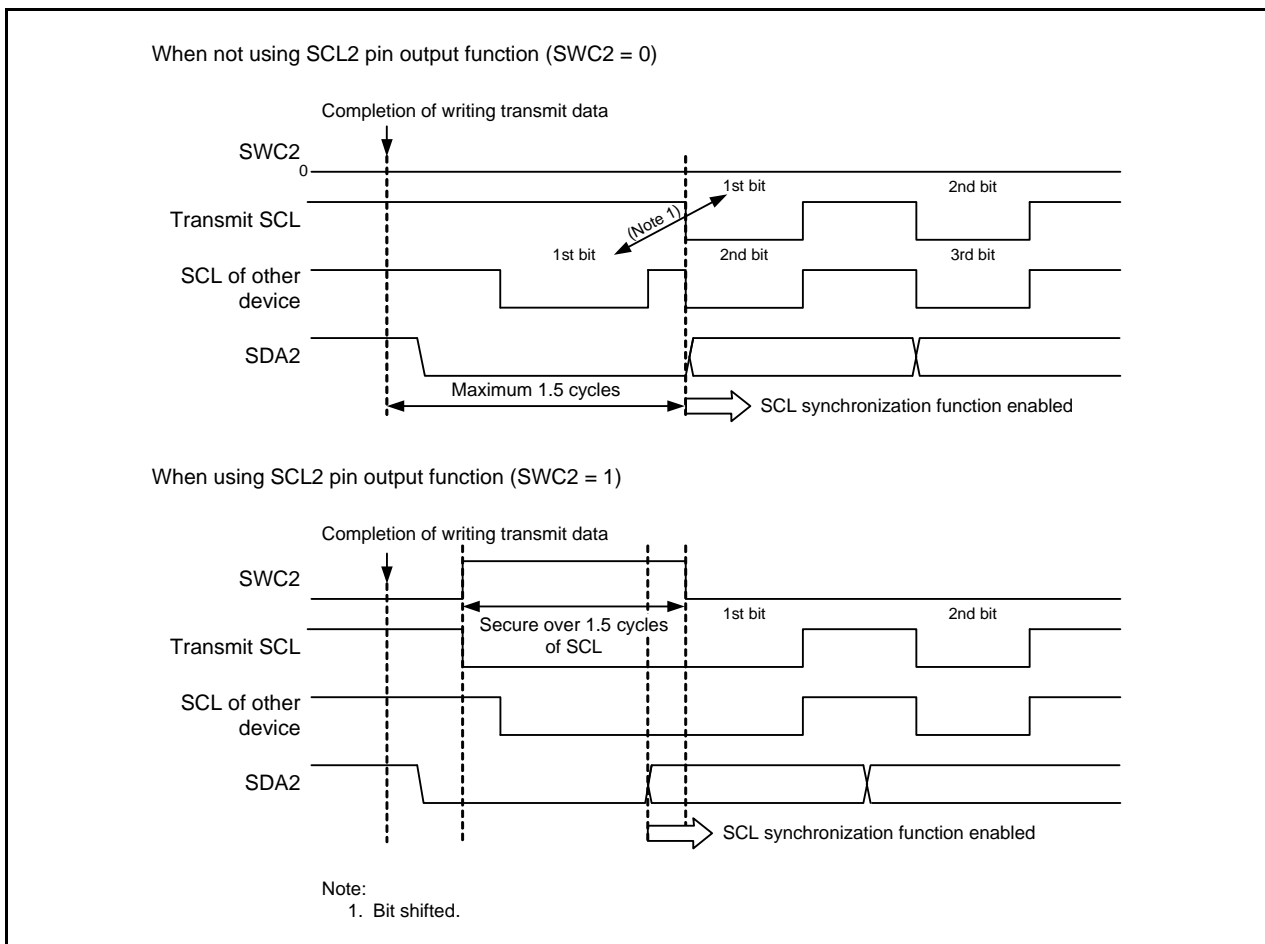 When not using SCL2 pin output function (SWC2 = 0)
Completion of writing transmit data
SWC2
0
1st bit
2nd bit
Transmit SCL
(Note 1)
1st bit
2nd bit
3rd bit
SCL of other
device
SDA2
Maximum 1.5 cycles
SCL synchronization function enabled
When using SCL2 pin output function (SWC2 = 1)
Completion of writing transmit data
SWC2
Secure over 1.5 cycles
of SCL
1st bit
2nd bit
Transmit SCL
SCL of other
device
SDA2
SCL synchronization function enabled
Note:
1. Bit shifted.